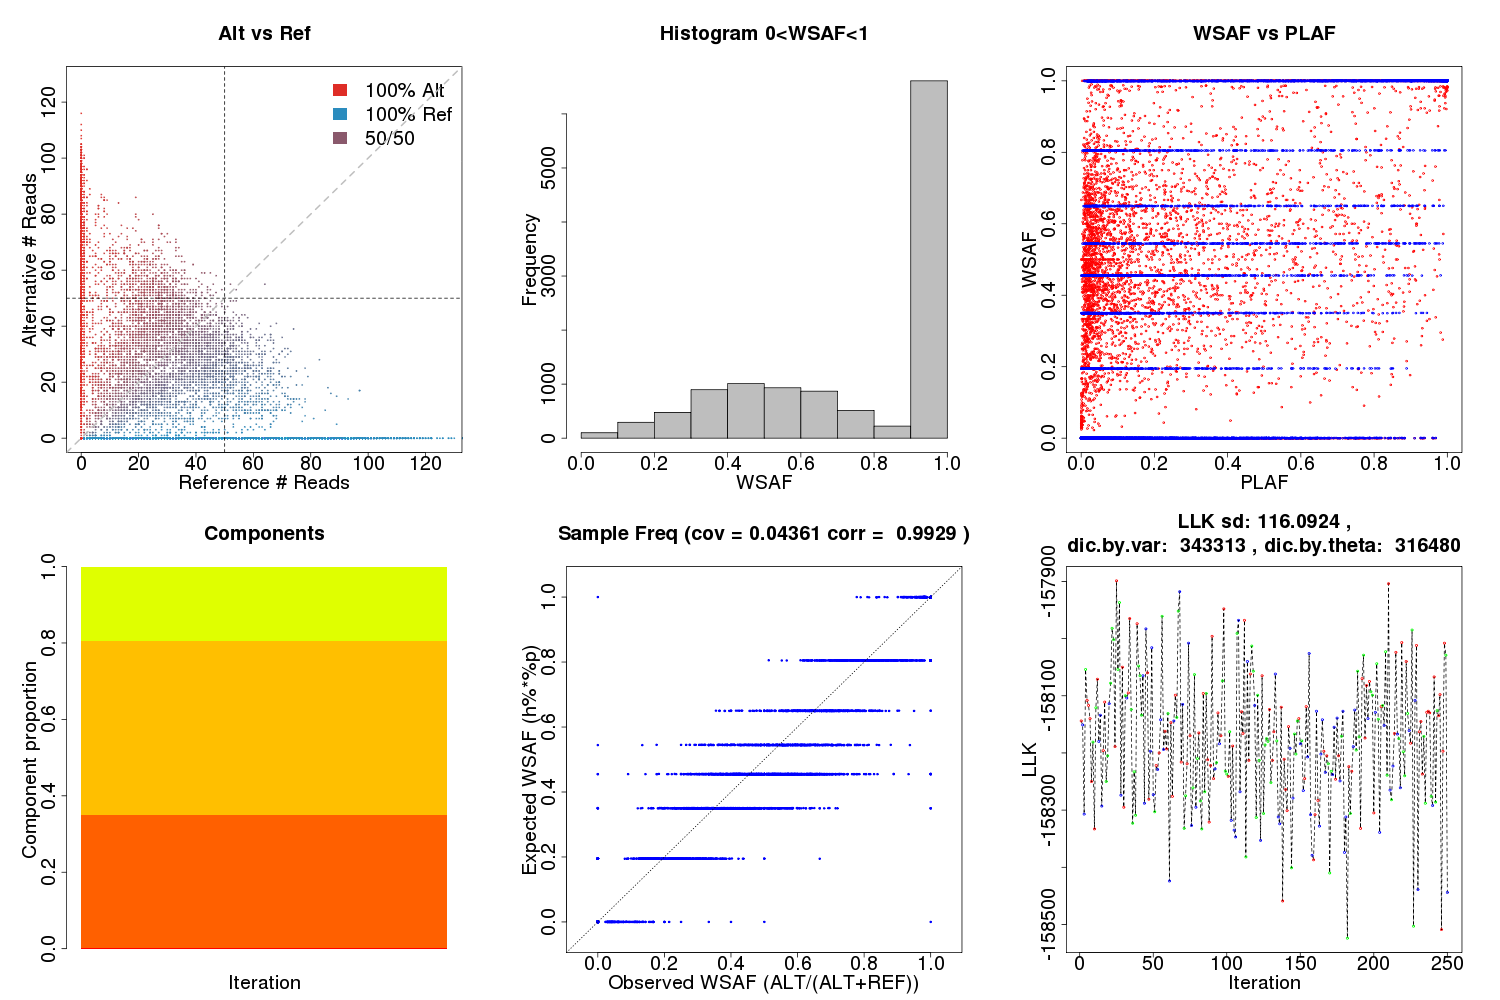 Alt vs Ref
100% Alt
100% Ref
50/50
Alternative # Reads
0 20 40 60 80 100 120
0 20 40 60 80 100 120
Reference # Reads
Histogram 0<WSAF<1
Frequency
0 1000 3000 5000
0.0 0.2 0.4 0.6 0.8 1.0
WSAF
WSAF vs PLAF
WSAF
0.0 0.2 0.4 0.6 0.8 1.0
0.0 0.2 0.4 0.6 0.8 1.0
PLAF
Components
Component proportion
0.0 0.2 0.4 0.6 0.8 1.0
Iteration
Sample Freq (cov = 0.04361 corr = 0.9929 )
Expected WSAF (h%*%p)
0.0 0.2 0.4 0.6 0.8 1.0
0.0 0.2 0.4 0.6 0.8 1.0
Observed WSAF (ALT/(ALT+REF))
LLK sd: 116.0924 ,
dic.by.var: 343313 , dic.by.theta: 316480
LLK
-158500 -158300 -158100 -157900
0 50 100 150 200 250
Iteration